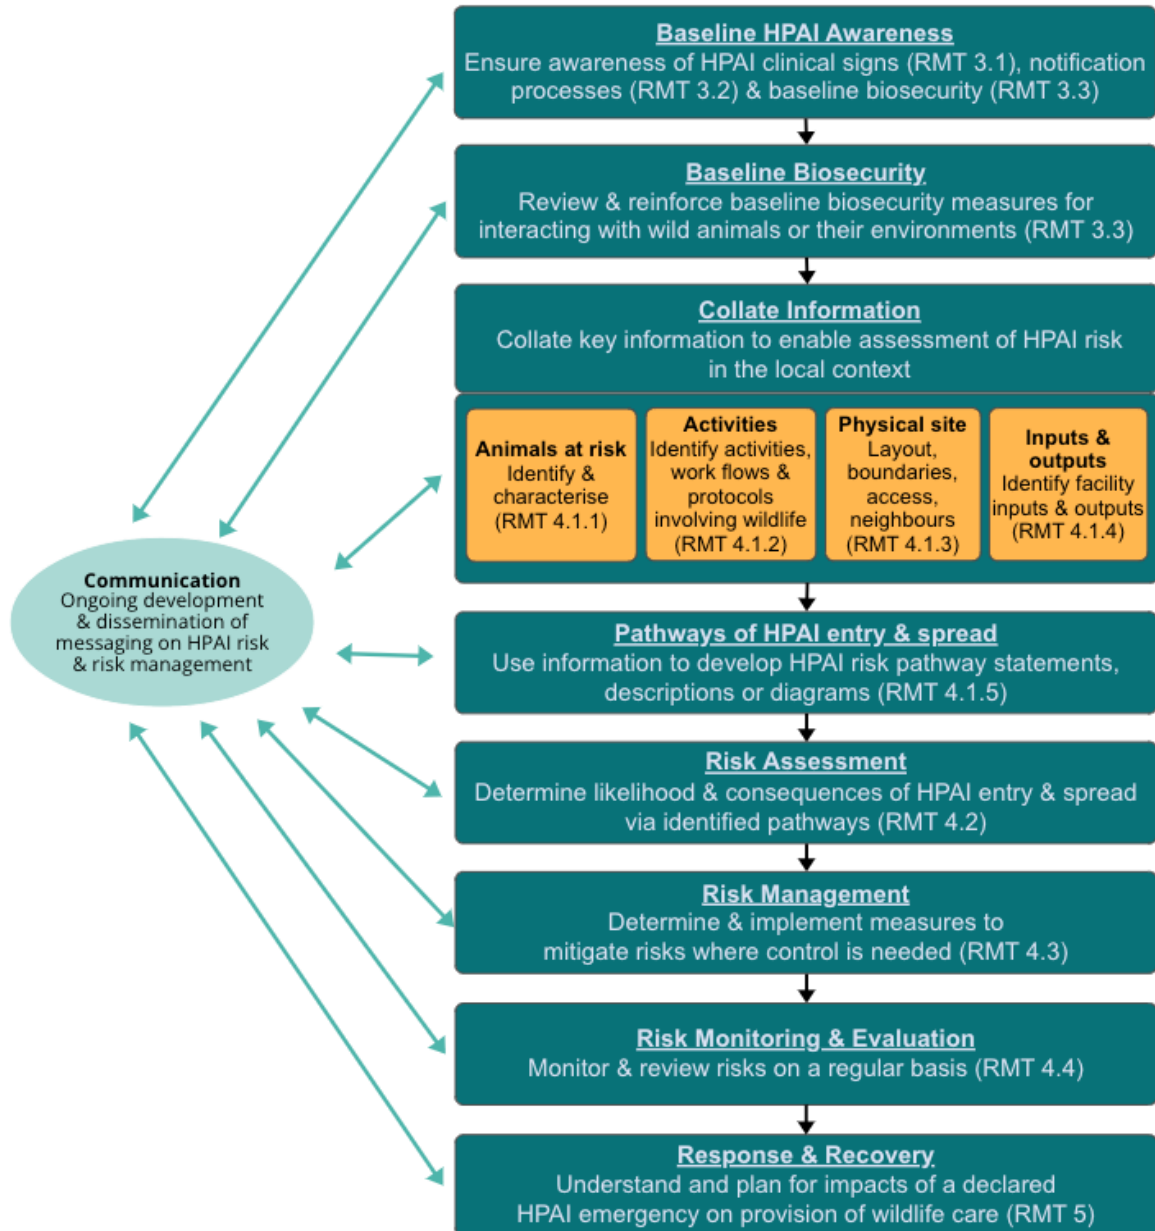 Baseline HPAI Awareness
Ensure awareness of HPAI clinical signs (RMT 3.1), notification
processes (RMT 3.2) & baseline biosecurity (RMT 3.3)
Baseline Biosecurity
Review & reinforce baseline biosecurity measures for
interacting with wild animals or their environments (RMT 3.3)
Collate Information
Collate key information to enable assessment of HPAI risk
in the local context
Animals at risk
Identify &
characterise
(RMT 4.1.1)
Activities
Identify activities,
work flows &
protocols
involving wildlife
(RMT 4.1.2)
Physical site
Layout,
boundaries,
access,
neighbours
(RMT 4.1.3)
Inputs &
outputs
Identify facility
inputs & outputs
(RMT 4.1.4)
Communication
Ongoing development
& dissemination of
messaging on HPAI risk
& risk management
Pathways of HPAI entry & spread
Use information to develop HPAI risk pathway statements,
descriptions or diagrams (RMT 4.1.5)
Risk Assessment
Determine likelihood & consequences of HPAI entry & spread
via identified pathways (RMT 4.2)
Risk Management
Determine & implement measures to
mitigate risks where control is needed (RMT 4.3)
Risk Monitoring & Evaluation
Monitor & review risks on a regular basis (RMT 4.4)
Response & Recovery
Understand and plan for impacts of a declared
HPAI emergency on provision of wildlife care (RMT 5)